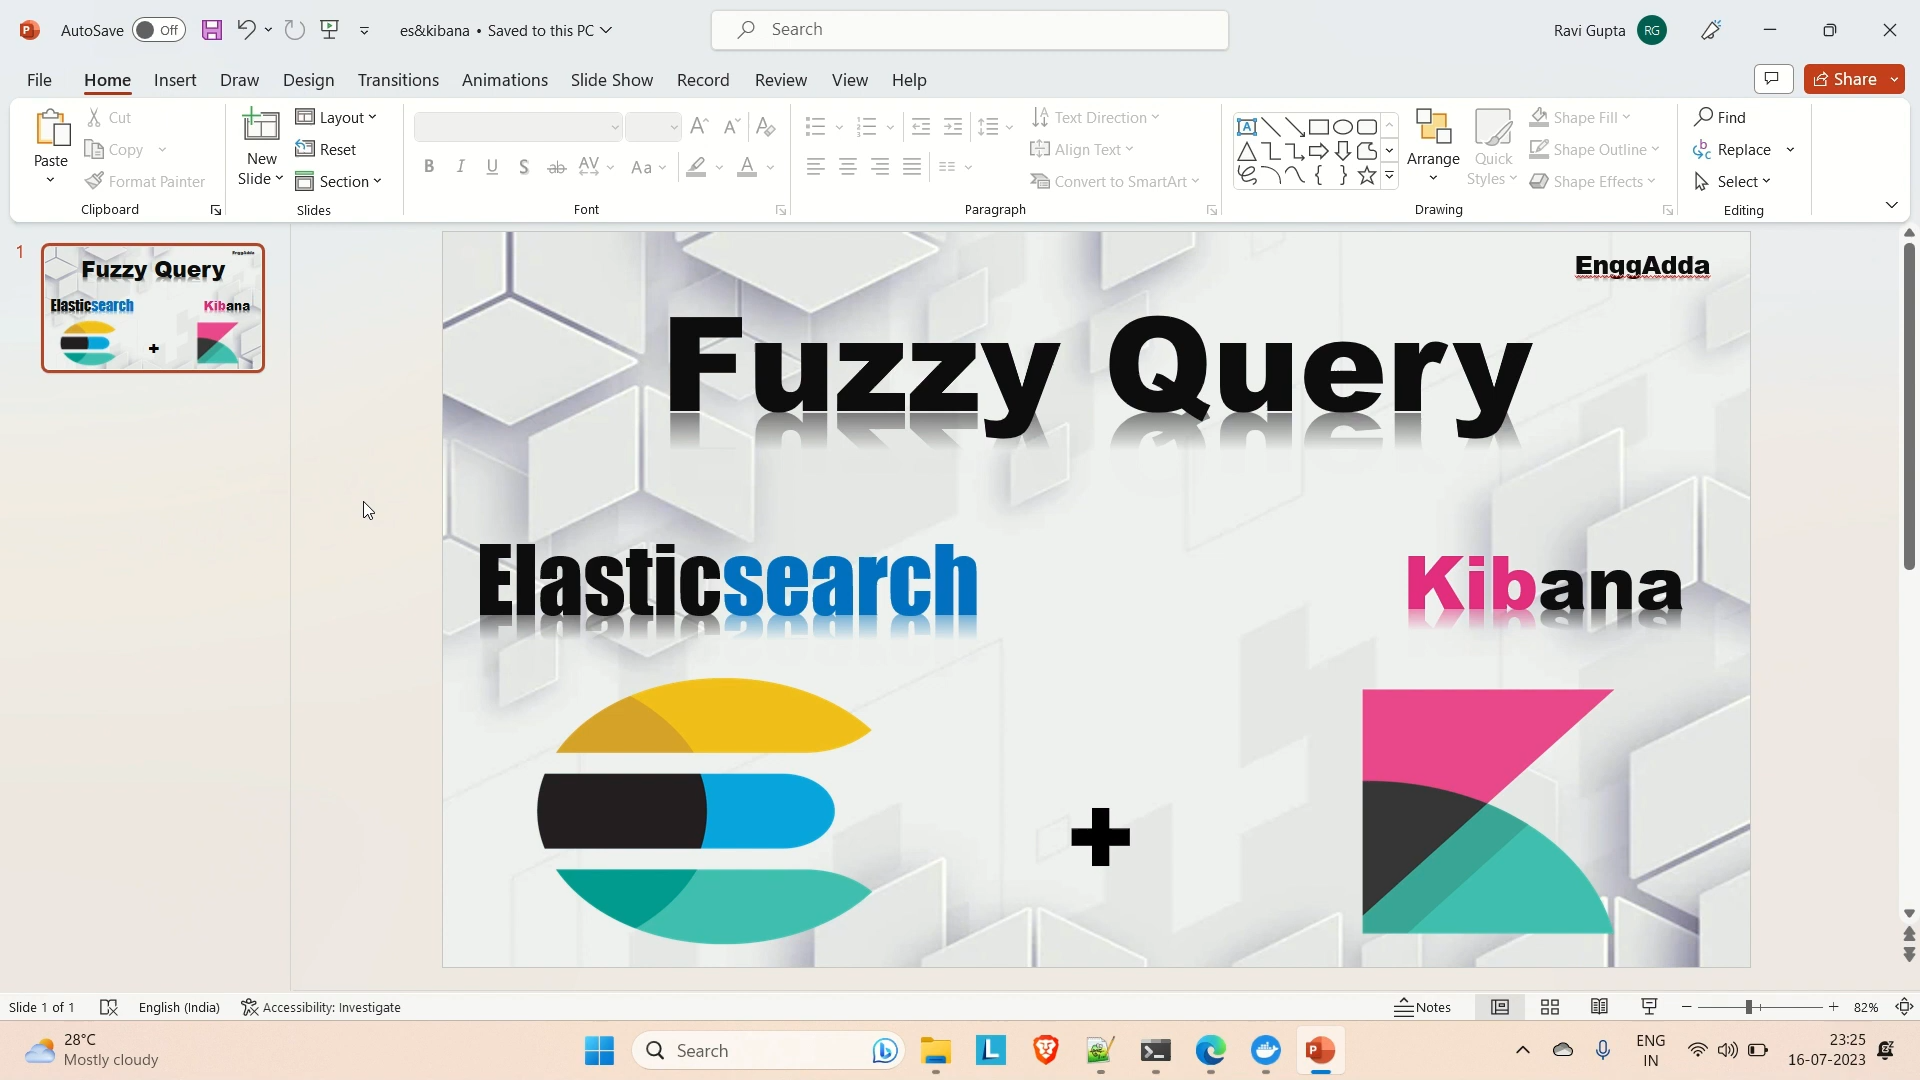 AutoSave Off es&kibana • Saved to this PC Search Ravi Gupta RG
File Home Insert Draw Design Transitions Animations Slide Show Record Review View Help Share
Paste
Cut
Copy
Format Painter
Clipboard
New
Slide
Layout
Reset
Section
Slides
B I U S ab AV Aa A
Font
Paragraph
Text Direction
Align Text
Convert to SmartArt
Drawing
Arrange
Quick
Styles
Shape Fill
Shape Outline
Shape Effects
Find
Replace
Select
Editing
1
EnggAdda
Fuzzy Query
Elasticsearch Kibana
+
EnggAdda
Fuzzy Query
Elasticsearch Kibana
+
Slide 1 of 1 English (India) Accessibility: Investigate Notes 82%
28°C
Mostly cloudy
Search
ENG
IN
23:25
16-07-2023